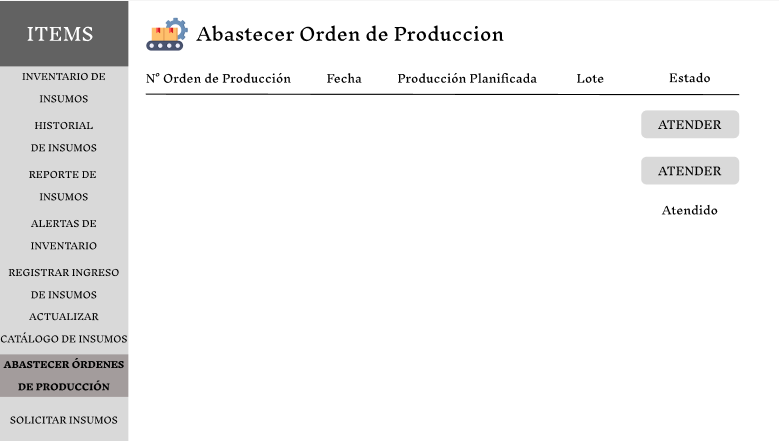 ITEMS
INVENTARIO DE
INSUMOS
HISTORIAL
DE INSUMOS
REPORTE DE
INSUMOS
ALERTAS DE
INVENTARIO
REGISTRAR INGRESO
DE INSUMOS
ACTUALIZAR
CATÁLOGO DE INSUMOS
ABASTECER ÓRDENES
DE PRODUCCIÓN
SOLICITAR INSUMOS
Abastecer Orden de Produccion
N° Orden de Producción Fecha Producción Planificada Lote Estado
ATENDER
ATENDER
Atendido